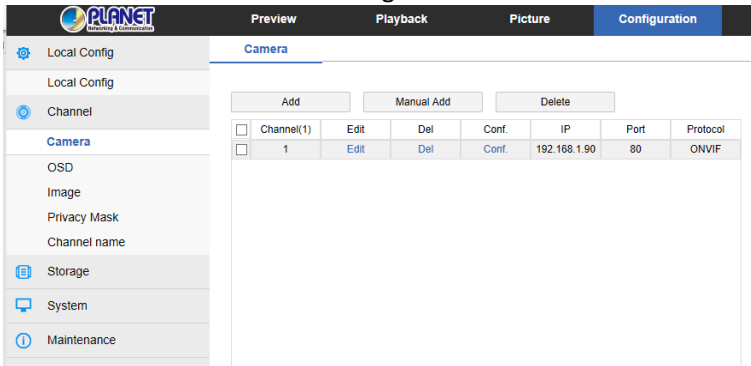 PLANET
Networking & Communication
Preview Playback Picture Configuration
Local Config
Camera
Local Config
Channel
Camera
OSD
Image
Privacy Mask
Channel name
Storage
System
Maintenance
Add Manual Add Delete
Channel(1) Edit Del Conf. IP Port Protocol
1 Edit Del Conf. 192.168.1.90 80 ONVIF